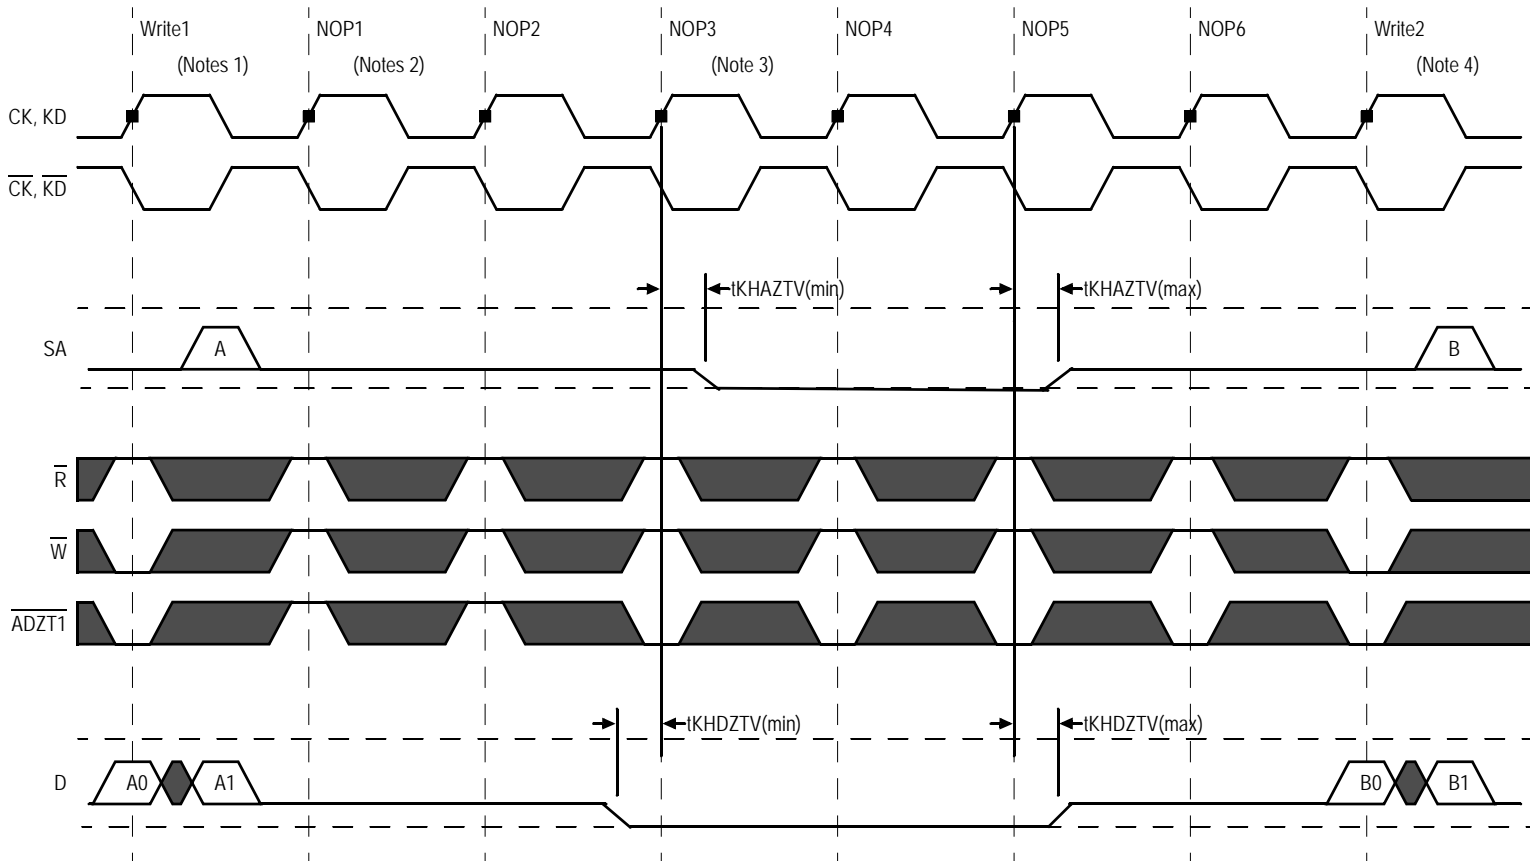 Write1 NOP1 NOP2 NOP3 NOP4 NOP5 NOP6 Write2
(Notes 1) (Notes 2) (Note 3) (Note 4)
CK, KD
CK, KD
tKHAZTV(min) tKHAZTV(max)
SA A B
R
W
ADZT1
tKHDZTV(min) tKHDZTV(max)
D A0 A1 B0 B1